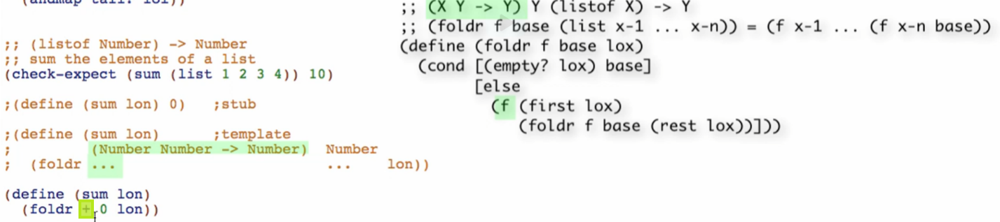 (andmap tall? loi))
;; (listof Number) -> Number
;; sum the elements of a list
(check-expect (sum (list 1 2 3 4)) 10)
;(define (sum lon) 0)   ;stub
;(define (sum lon)      ;template
;        (Number Number -> Number)  Number
;  (foldr ...                       ...    lon))
(define (sum lon)
  (foldr + 0 lon))
;; (X Y -> Y) Y (listof X) -> Y
;; (foldr f base (list x-1 ... x-n)) = (f x-1 ... (f x-n base))
(define (foldr f base lox)
  (cond [(empty? lox) base]
        [else
          (f (first lox)
             (foldr f base (rest lox))]))